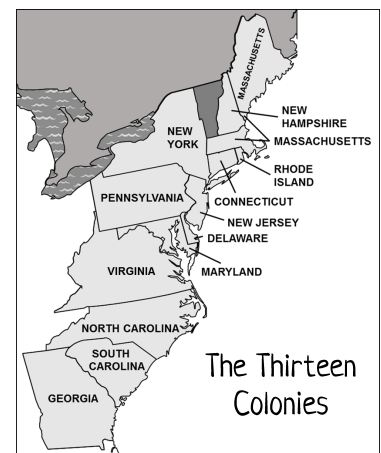 MASSACHUSETTS
NEW
HAMPSHIRE
MASSACHUSETTS
NEW
YORK
RHODE
ISLAND
CONNECTICUT
PENNSYLVANIA
NEW JERSEY
DELAWARE
MARYLAND
VIRGINIA
NORTH CAROLINA
SOUTH
CAROLINA
GEORGIA
The Thirteen
Colonies